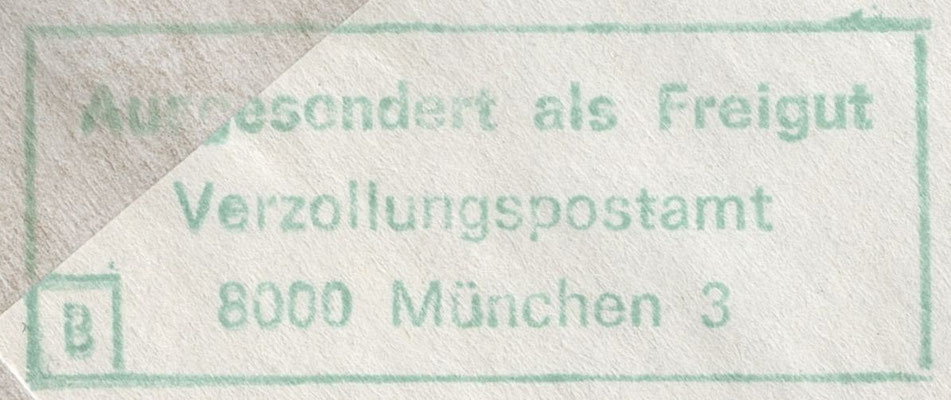 Ausgesondert als Freigut
Verzollungspostamt
8000 München 3
B